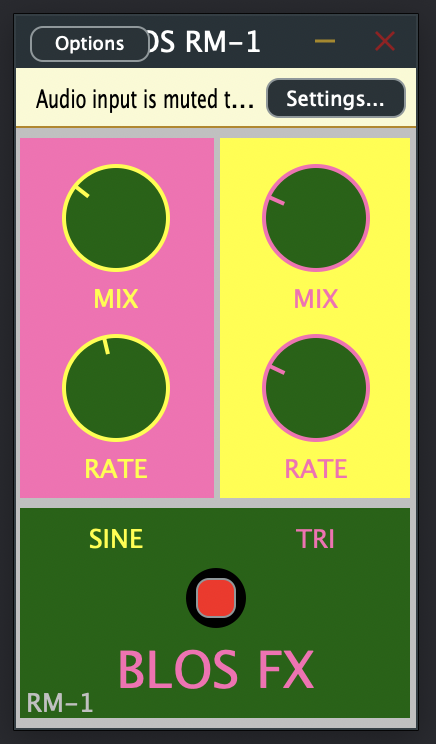 Options
OS RM-1
Audio input is muted t...
Settings...
MIX
MIX
RATE
RATE
SINE
TRI
BLOS FX
RM-1